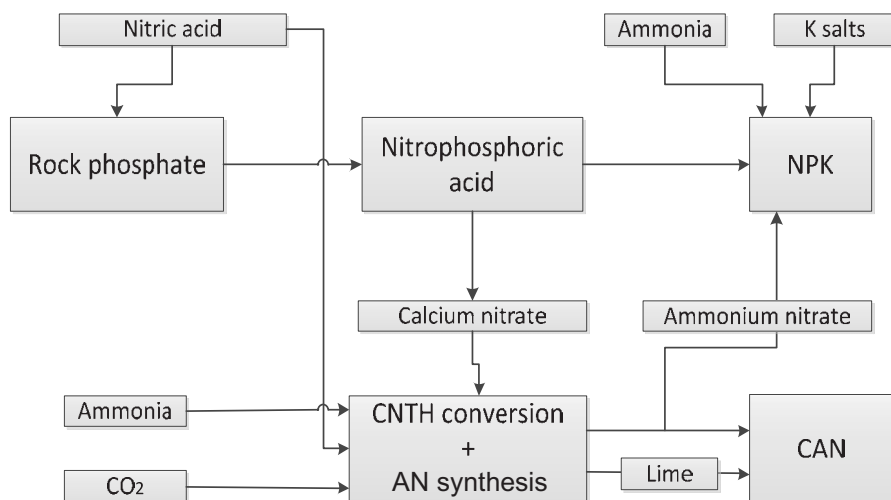 Nitric acid
Ammonia
K salts
Rock phosphate
Nitrophosphoric
acid
NPK
Calcium nitrate
Ammonium nitrate
Ammonia
CNTH conversion
+
AN synthesis
CAN
Lime
CO₂